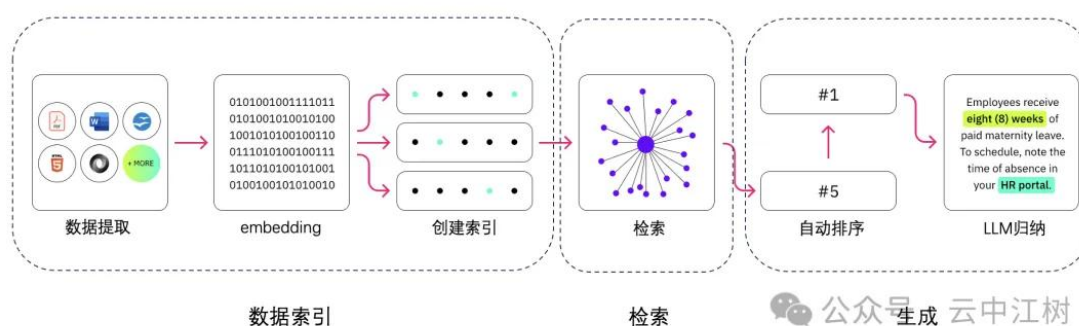 PDF
W
5
+ MORE
数据提取
0101001001111011
0101001010010100
1001010100100110
0111010100100111
1011010100101001
0100100101010010
embedding
创建索引
检索
#1
#5
自动排序
Employees receive
eight (8) weeks of
paid maternity leave.
To schedule, note the
time of absence in
your HR portal.
LLM归纳
数据索引
检索
生成
公众号 · 云中江树